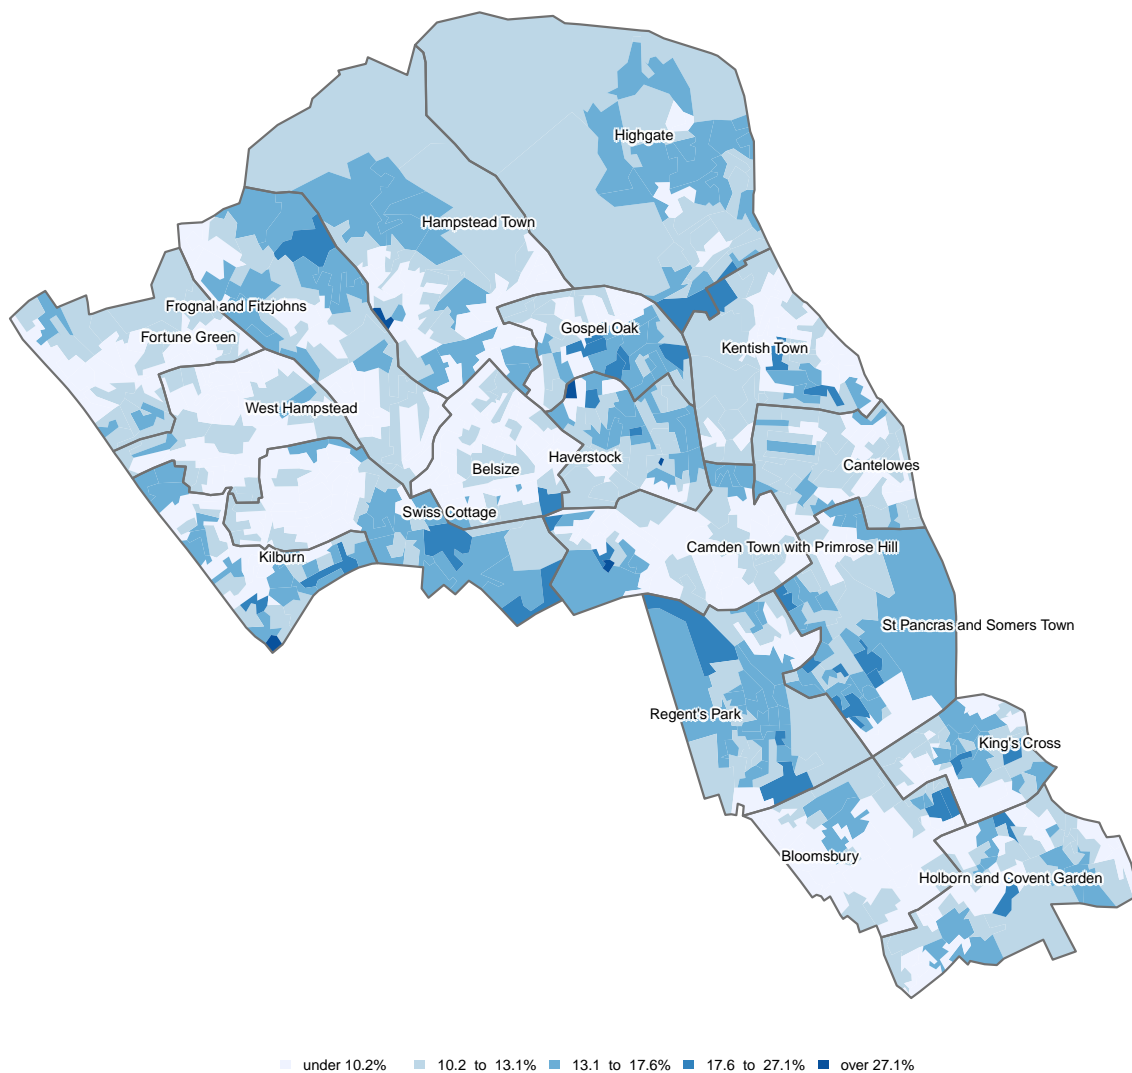 Highgate
Hampstead Town
Frognal and Fitzjohns
Gospel Oak
Fortune Green
Kentish Town
West Hampstead
Haverstock
Cantelowes
Belsize
Swiss Cottage
Camden Town with Primrose Hill
Kilburn
St Pancras and Somers Town
Regent's Park
King's Cross
Bloomsbury
Holborn and Covent Garden
under 10.2% 10.2 to 13.1% 13.1 to 17.6% 17.6 to 27.1% over 27.1%